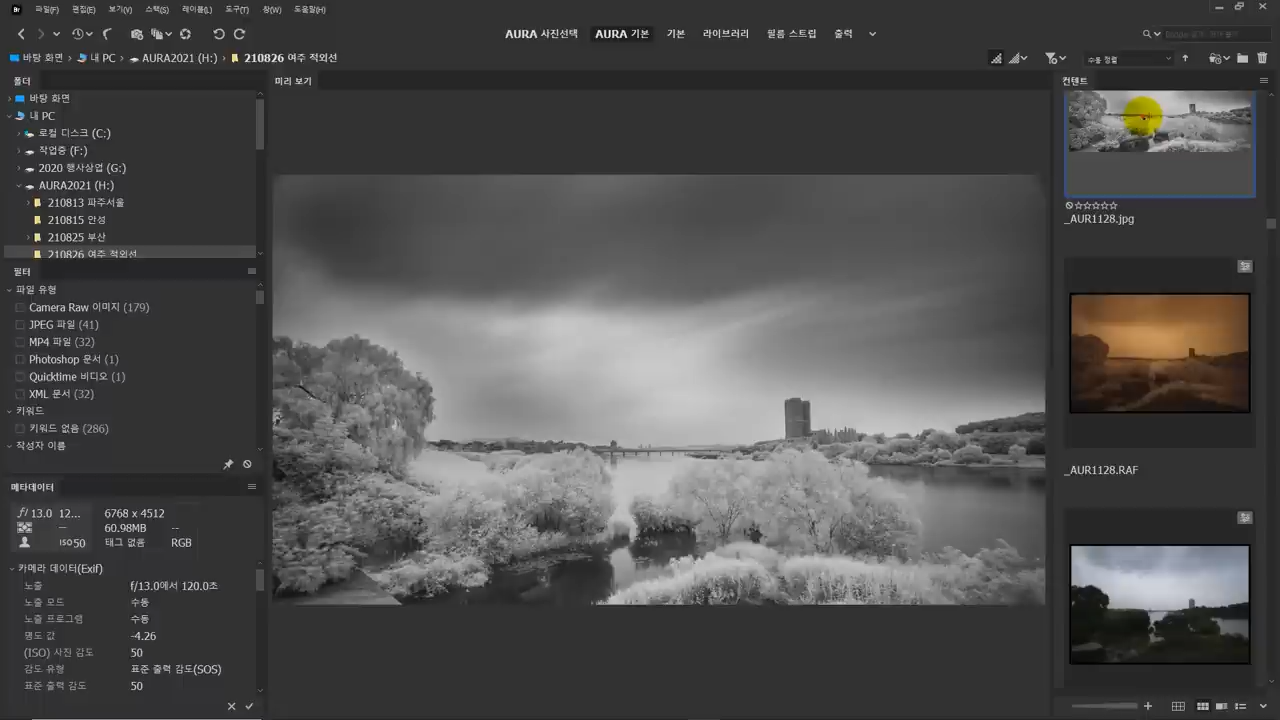 Br 파일(F) 편집(E) 보기(V) 스택(S) 레이블(L) 도구(T) 창(W) 도움말(H)
AURA 사진선택 AURA 기본 기본 라이브러리 필름 스트립 출력
바탕 화면 > 내 PC > AURA2021 (H:) > 210826 여주 적외선
수동 정렬
폴더
바탕 화면
내 PC
로컬 디스크 (C:)
작업중 (F:)
2020 행사상업 (G:)
AURA2021 (H:)
210813 파주서울
210815 안성
210825 부산
210826 여주 적외선
필터
파일 유형
Camera Raw 이미지 (179)
JPEG 파일 (41)
MP4 파일 (32)
Photoshop 문서 (1)
Quicktime 비디오 (1)
XML 문서 (32)
키워드
키워드 없음 (286)
작성자 이름
메타데이터
f/ 13.0 12... 6768 x 4512
-- 60.98MB --
ISO 50 태그 없음 RGB
카메라 데이터(Exif)
노출 f/13.0에서 120.0초
노출 모드 수동
노출 프로그램 수동
명도 값 -4.26
(ISO) 사진 감도 50
감도 유형 표준 출력 감도(SOS)
표준 출력 감도 50
미리 보기
컨텐트
_AUR1128.jpg
_AUR1128.RAF